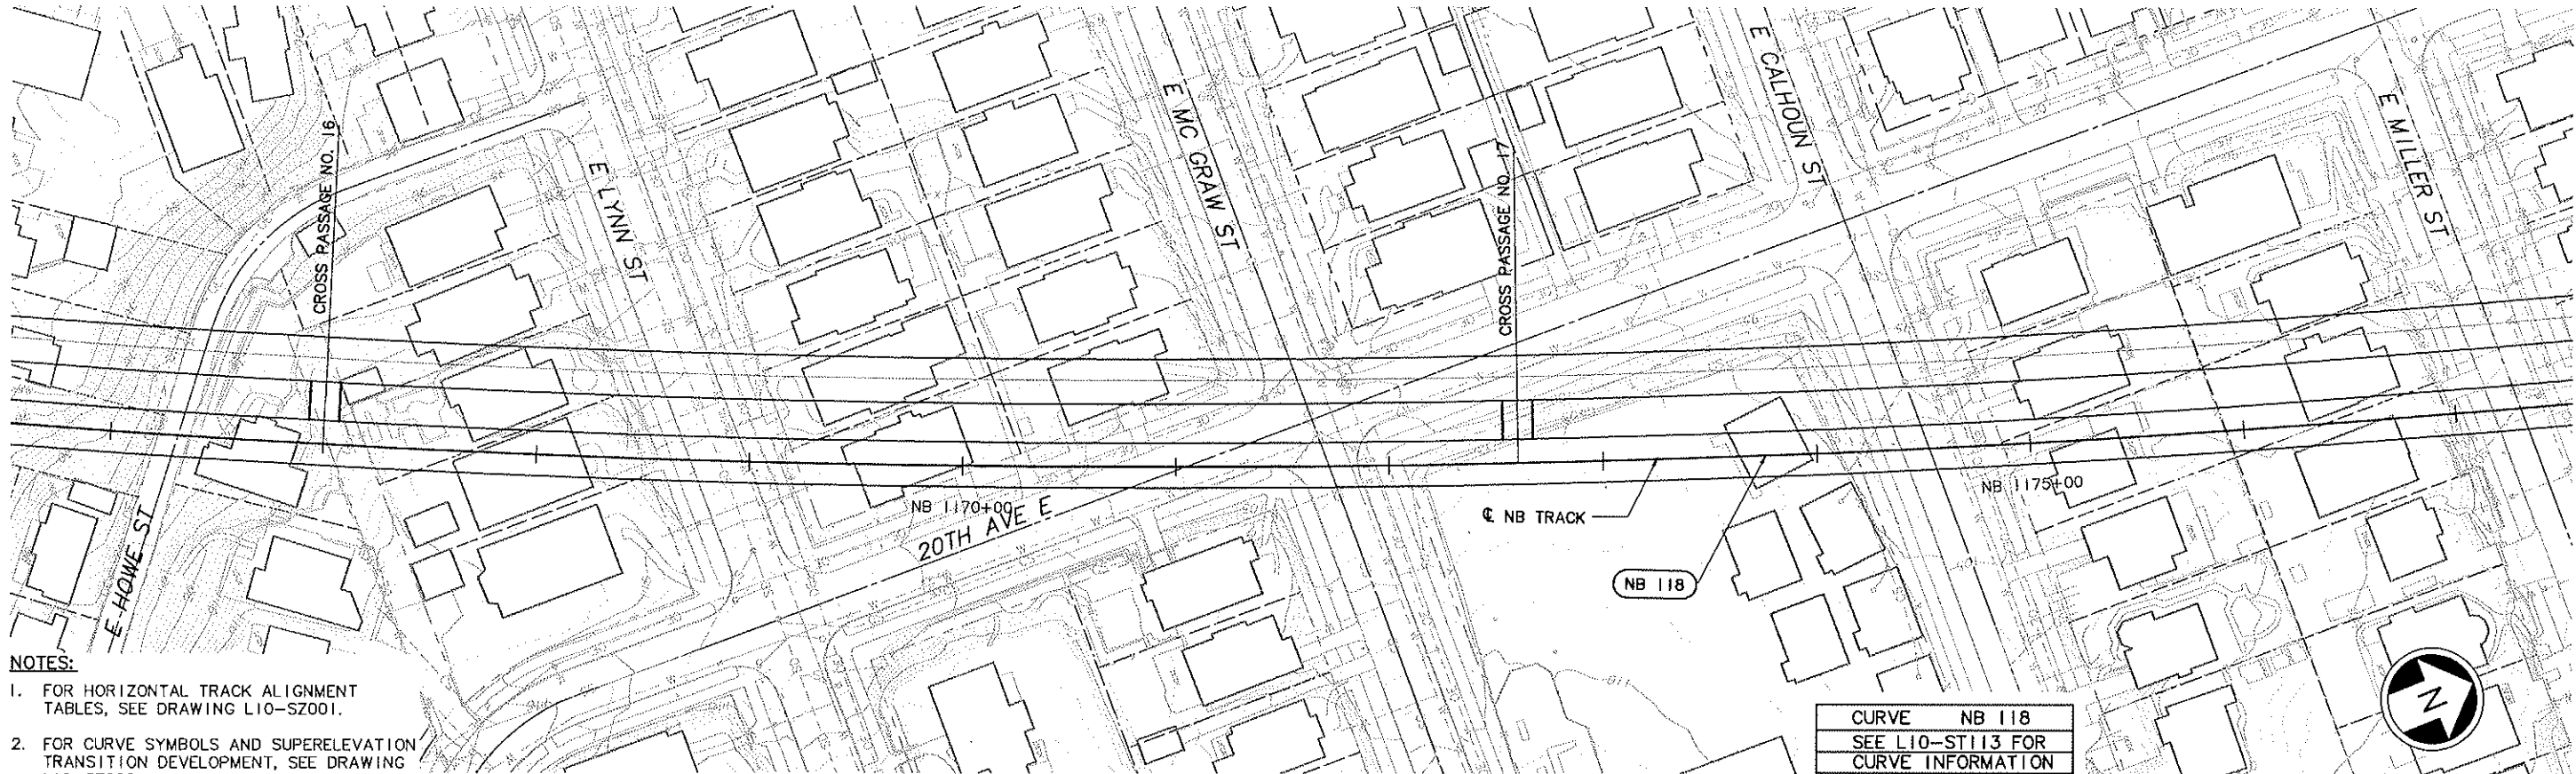 CROSS PASSAGE NO. 16
E LYNN ST
E MC GRAW ST
CROSS PASSAGE NO. 17
E CALHOUN ST
E MILLER ST
E HOWE ST
NB 1170+00
20TH AVE E
℄ NB TRACK
NB 118
NB 1175+00
N
NOTES:
1. FOR HORIZONTAL TRACK ALIGNMENT
TABLES, SEE DRAWING L10-SZ001.
2. FOR CURVE SYMBOLS AND SUPERELEVATION
TRANSITION DEVELOPMENT, SEE DRAWING
CURVE NB 118
SEE L10-ST113 FOR
CURVE INFORMATION